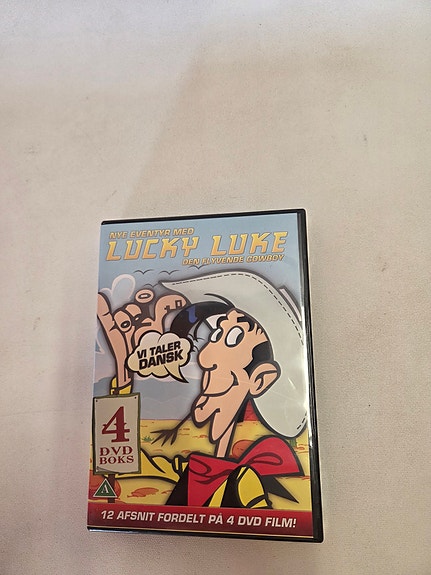 NYE EVENTYR MED
LUCKY LUKE
DEN FLYVENDE COWBOY
VI TALER
DANSK
4
DVD
BOKS
A
12 AFSNIT FORDELT PÅ 4 DVD FILM!